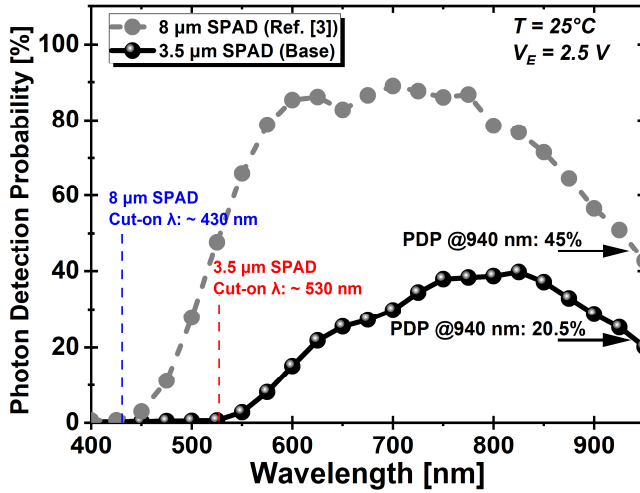 8 µm SPAD (Ref. [3])
3.5 µm SPAD (Base)
T = 25°C
V_E = 2.5 V
Photon Detection Probability [%]
100
80
60
40
20
0
8 µm SPAD
Cut-on λ: ~ 430 nm
3.5 µm SPAD
Cut-on λ: ~ 530 nm
PDP @940 nm: 45%
PDP @940 nm: 20.5%
400 500 600 700 800 900
Wavelength [nm]